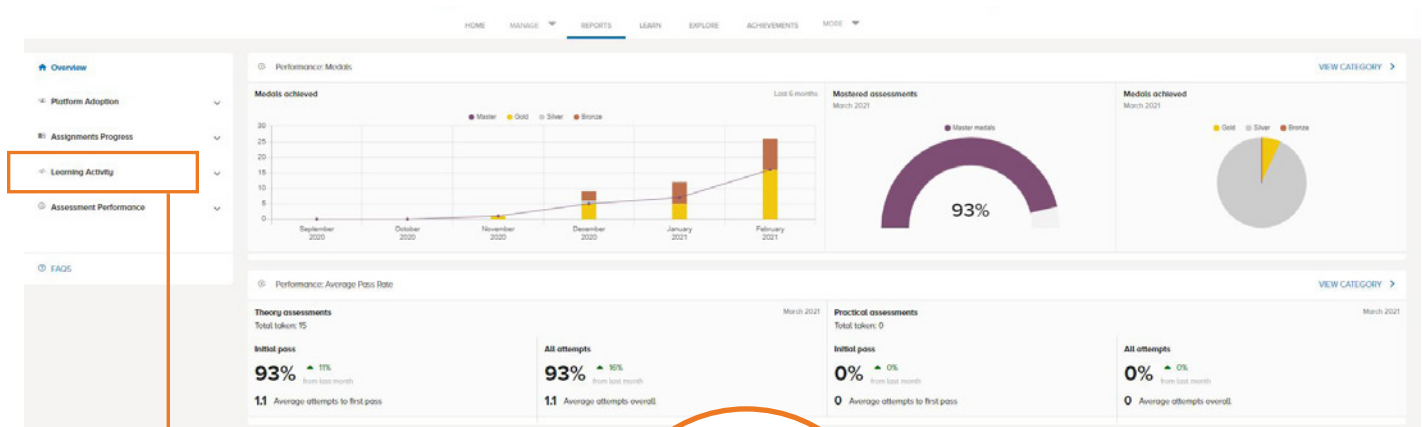 HOME MANAGE REPORTS LEARN EXPLORE ACHIEVEMENTS MORE
Overview
Platform Adoption
Assignments Progress
Learning Activity
Assessment Performance
FAQS
Performance: Medals
VIEW CATEGORY >
Medals achieved
Last 6 months
Master Gold Silver Bronze
30
25
20
15
10
5
0
September 2020
October 2020
November 2020
December 2020
January 2021
February 2021
Mastered assessments
March 2021
Master medals
93%
Medals achieved
March 2021
Gold Silver Bronze
Performance: Average Pass Rate
VIEW CATEGORY >
Theory assessments
March 2021
Total taken: 15
Initial pass
93% 11%
from last month
1.1 Average attempts to first pass
All attempts
93% 16%
from last month
1.1 Average attempts overall
Practical assessments
March 2021
Total taken: 0
Initial pass
0% 0%
from last month
0 Average attempts to first pass
All attempts
0% 0%
from last month
0 Average attempts overall